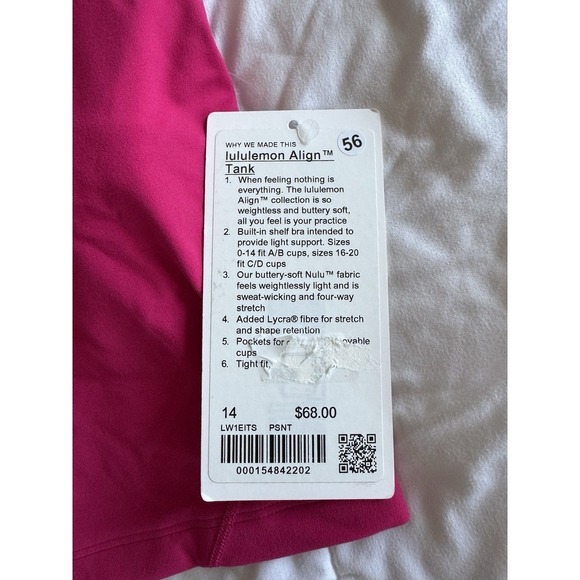 WHY WE MADE THIS
56
lululemon Align™
Tank
1. When feeling nothing is
everything. The lululemon
Align™ collection is so
weightless and buttery soft,
all you feel is your practice
2. Built-in shelf bra intended to
provide light support. Sizes
0-14 fit A/B cups, sizes 16-20
fit C/D cups
3. Our buttery-soft Nulu™ fabric
feels weightlessly light and is
sweat-wicking and four-way
stretch
4. Added Lycra® fibre for stretch
and shape retention
5. Pockets for
cups
6. Tight fit,
14 $68.00
LW1EITS PSNT
000154842202